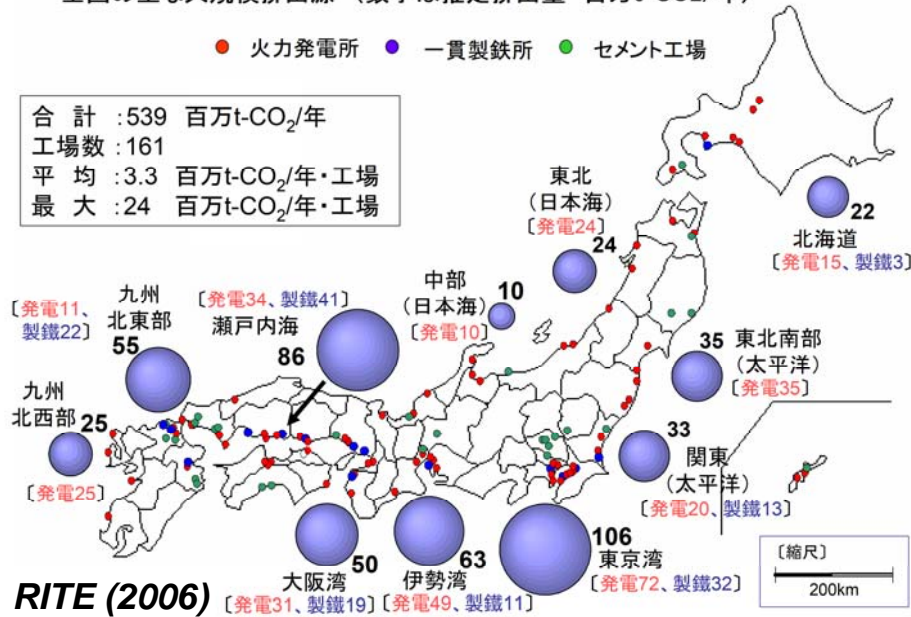 ● 火力発電所 ● 一貫製鉄所 ● セメント工場
合 計 :539 百万t-CO₂/年
工場数 :161
平 均 :3.3 百万t-CO₂/年・工場
最 大 :24 百万t-CO₂/年・工場
22
北海道
〔発電15、製鐵3〕
東北
(日本海)
〔発電24〕
24
中部
(日本海)
〔発電10〕
10
〔発電34、製鐵41〕
瀬戸内海
86
〔発電11、
製鐵22〕
九州
北東部
55
九州
北西部
25
〔発電25〕
35
東北南部
(太平洋)
〔発電35〕
33
関東
(太平洋)
〔発電20、製鐵13〕
106
東京湾
〔発電72、製鐵32〕
63
伊勢湾
〔発電49、製鐵11〕
50
大阪湾
〔発電31、製鐵19〕
〔縮尺〕
200km
RITE (2006)